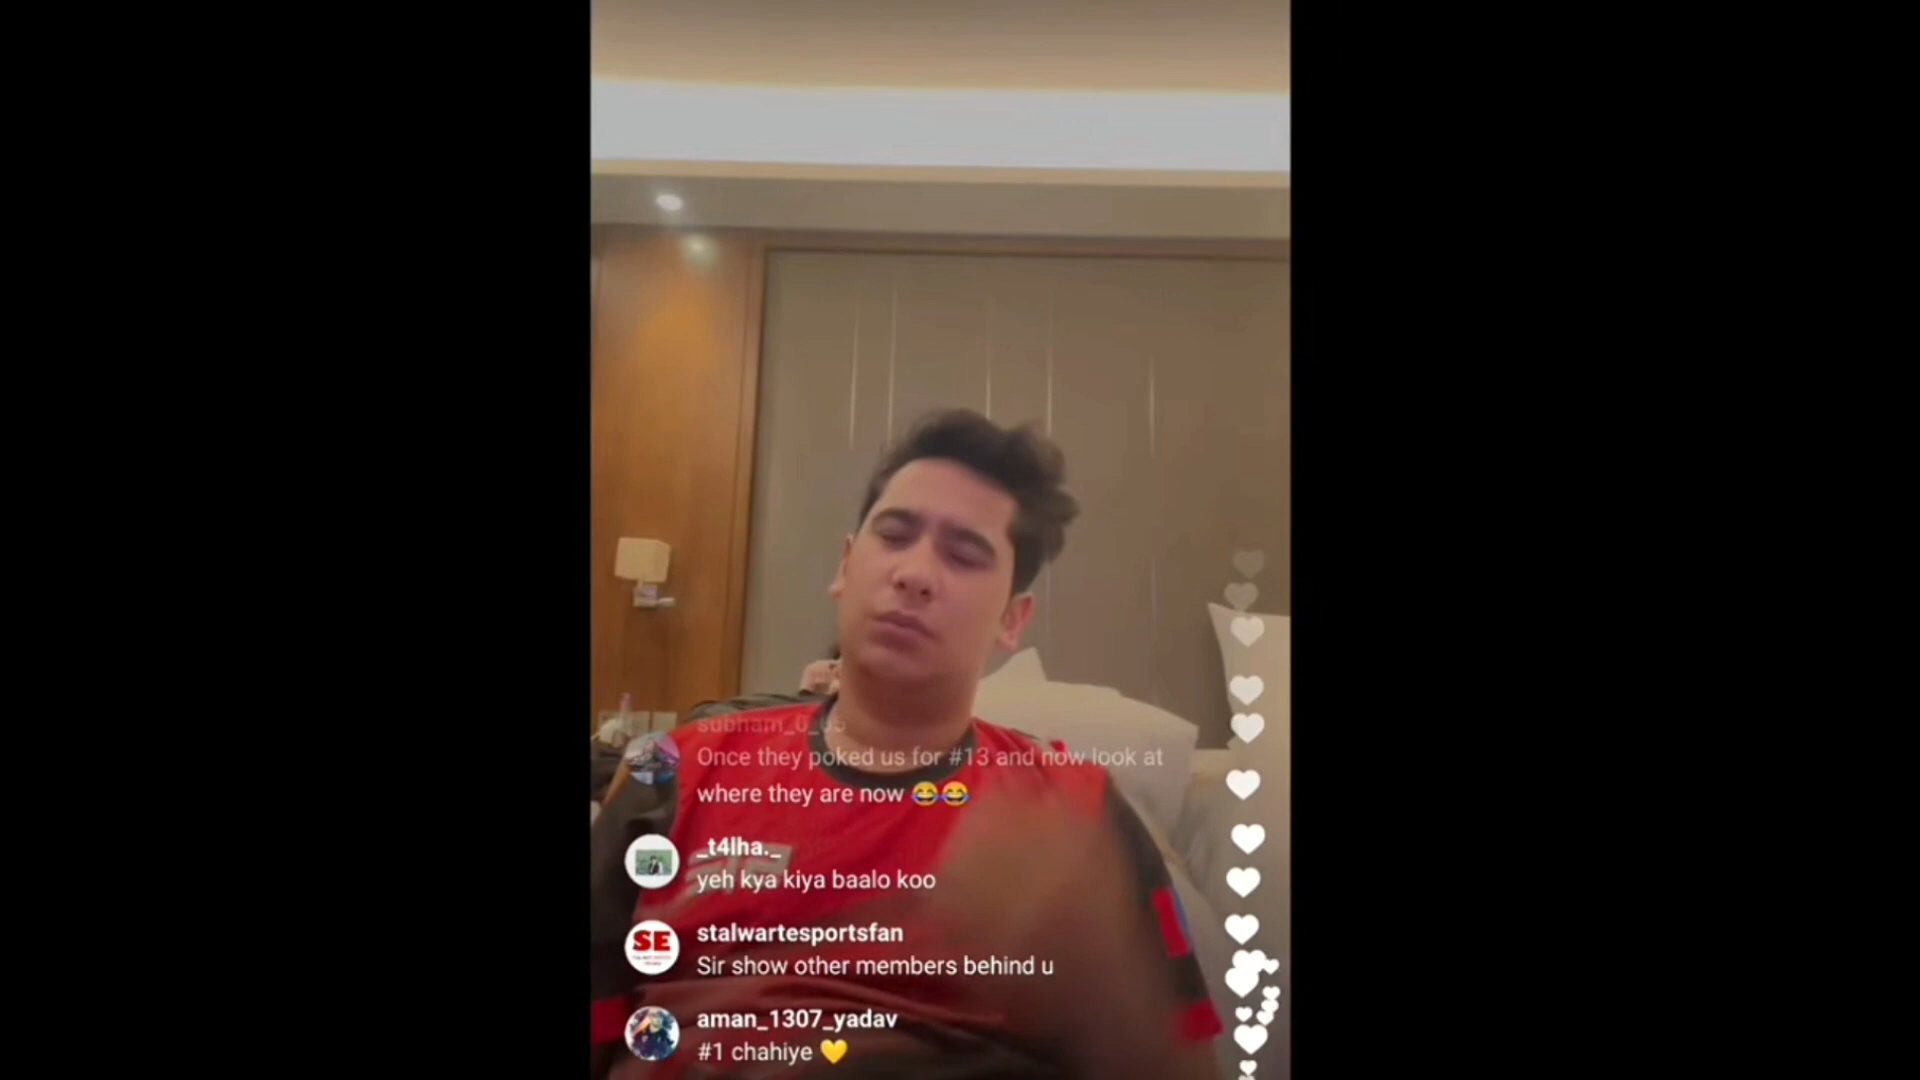 Once they poked us for #13 and now look at
where they are now 😂😂
_t4lha._
yeh kya kiya baalo koo
SE
stalwartesportsfan
Sir show other members behind u
aman_1307_yadav
#1 chahiye 💛